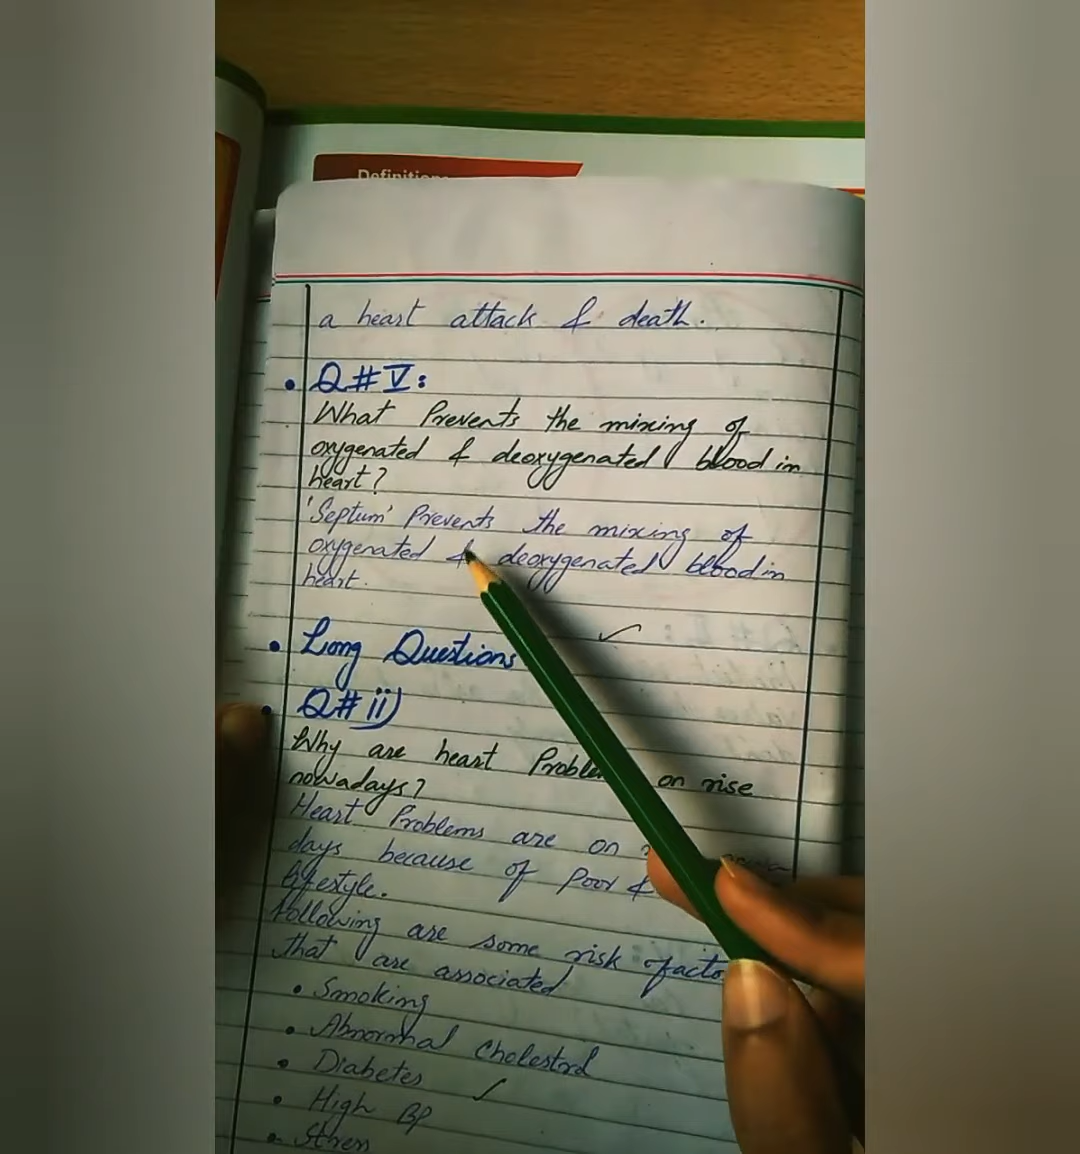 Definition
a heart attack & death.
• Q#V:
What Prevents the mixing of
oxygenated & deoxygenated blood in
heart?
'Septum' Prevents the mixing of
oxygenated & deoxygenated blood in
heart.
• Long Questions
• Q# ii)
Why are heart on rise
nowadays?
Heart Problems are on
days because of Poor &
lifestyle.
Following are some risk
that are associated
• Smoking
• Abnormal Cholestrol
• Diabetes
• High BP
• Stress